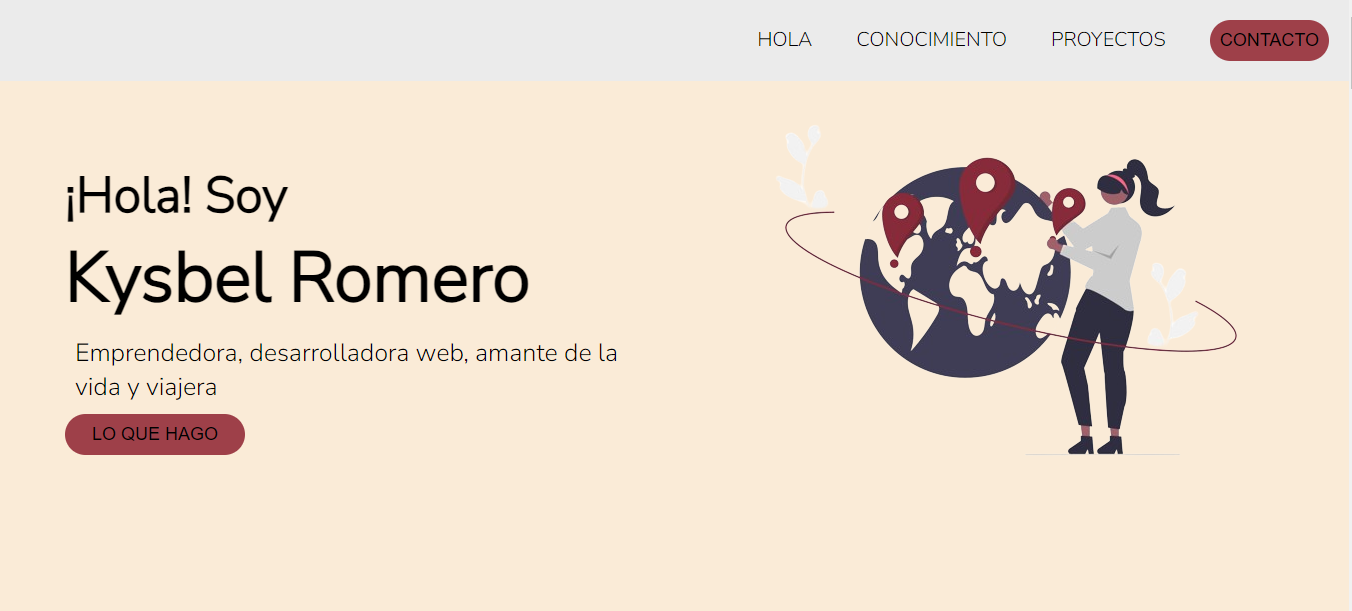 HOLA CONOCIMIENTO PROYECTOS CONTACTO
¡Hola! Soy
Kysbel Romero
Emprendedora, desarrolladora web, amante de la
vida y viajera
LO QUE HAGO